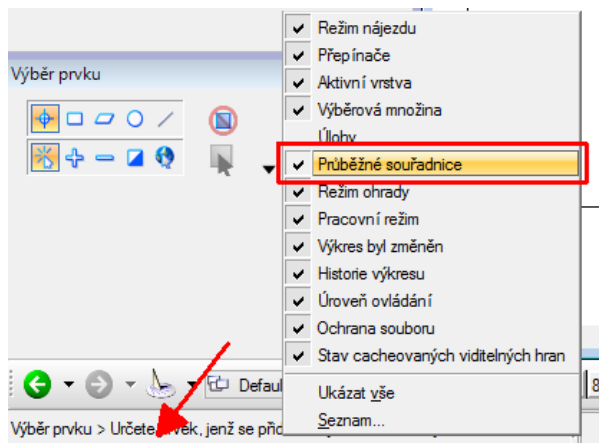 Režim nájezdu
Přepínače
Výběr prvku
Aktivní vrstva
Výběrová množina
Úlohy
Průběžné souřadnice
Režim ohrady
Pracovní režim
Výkres byl změněn
Historie výkresu
Úroveň ovládání
Ochrana souboru
Stav cacheovaných viditelných hran
Defaul
8
Ukázat vše
Seznam...
Výběr prvku > Určete, jenž se při